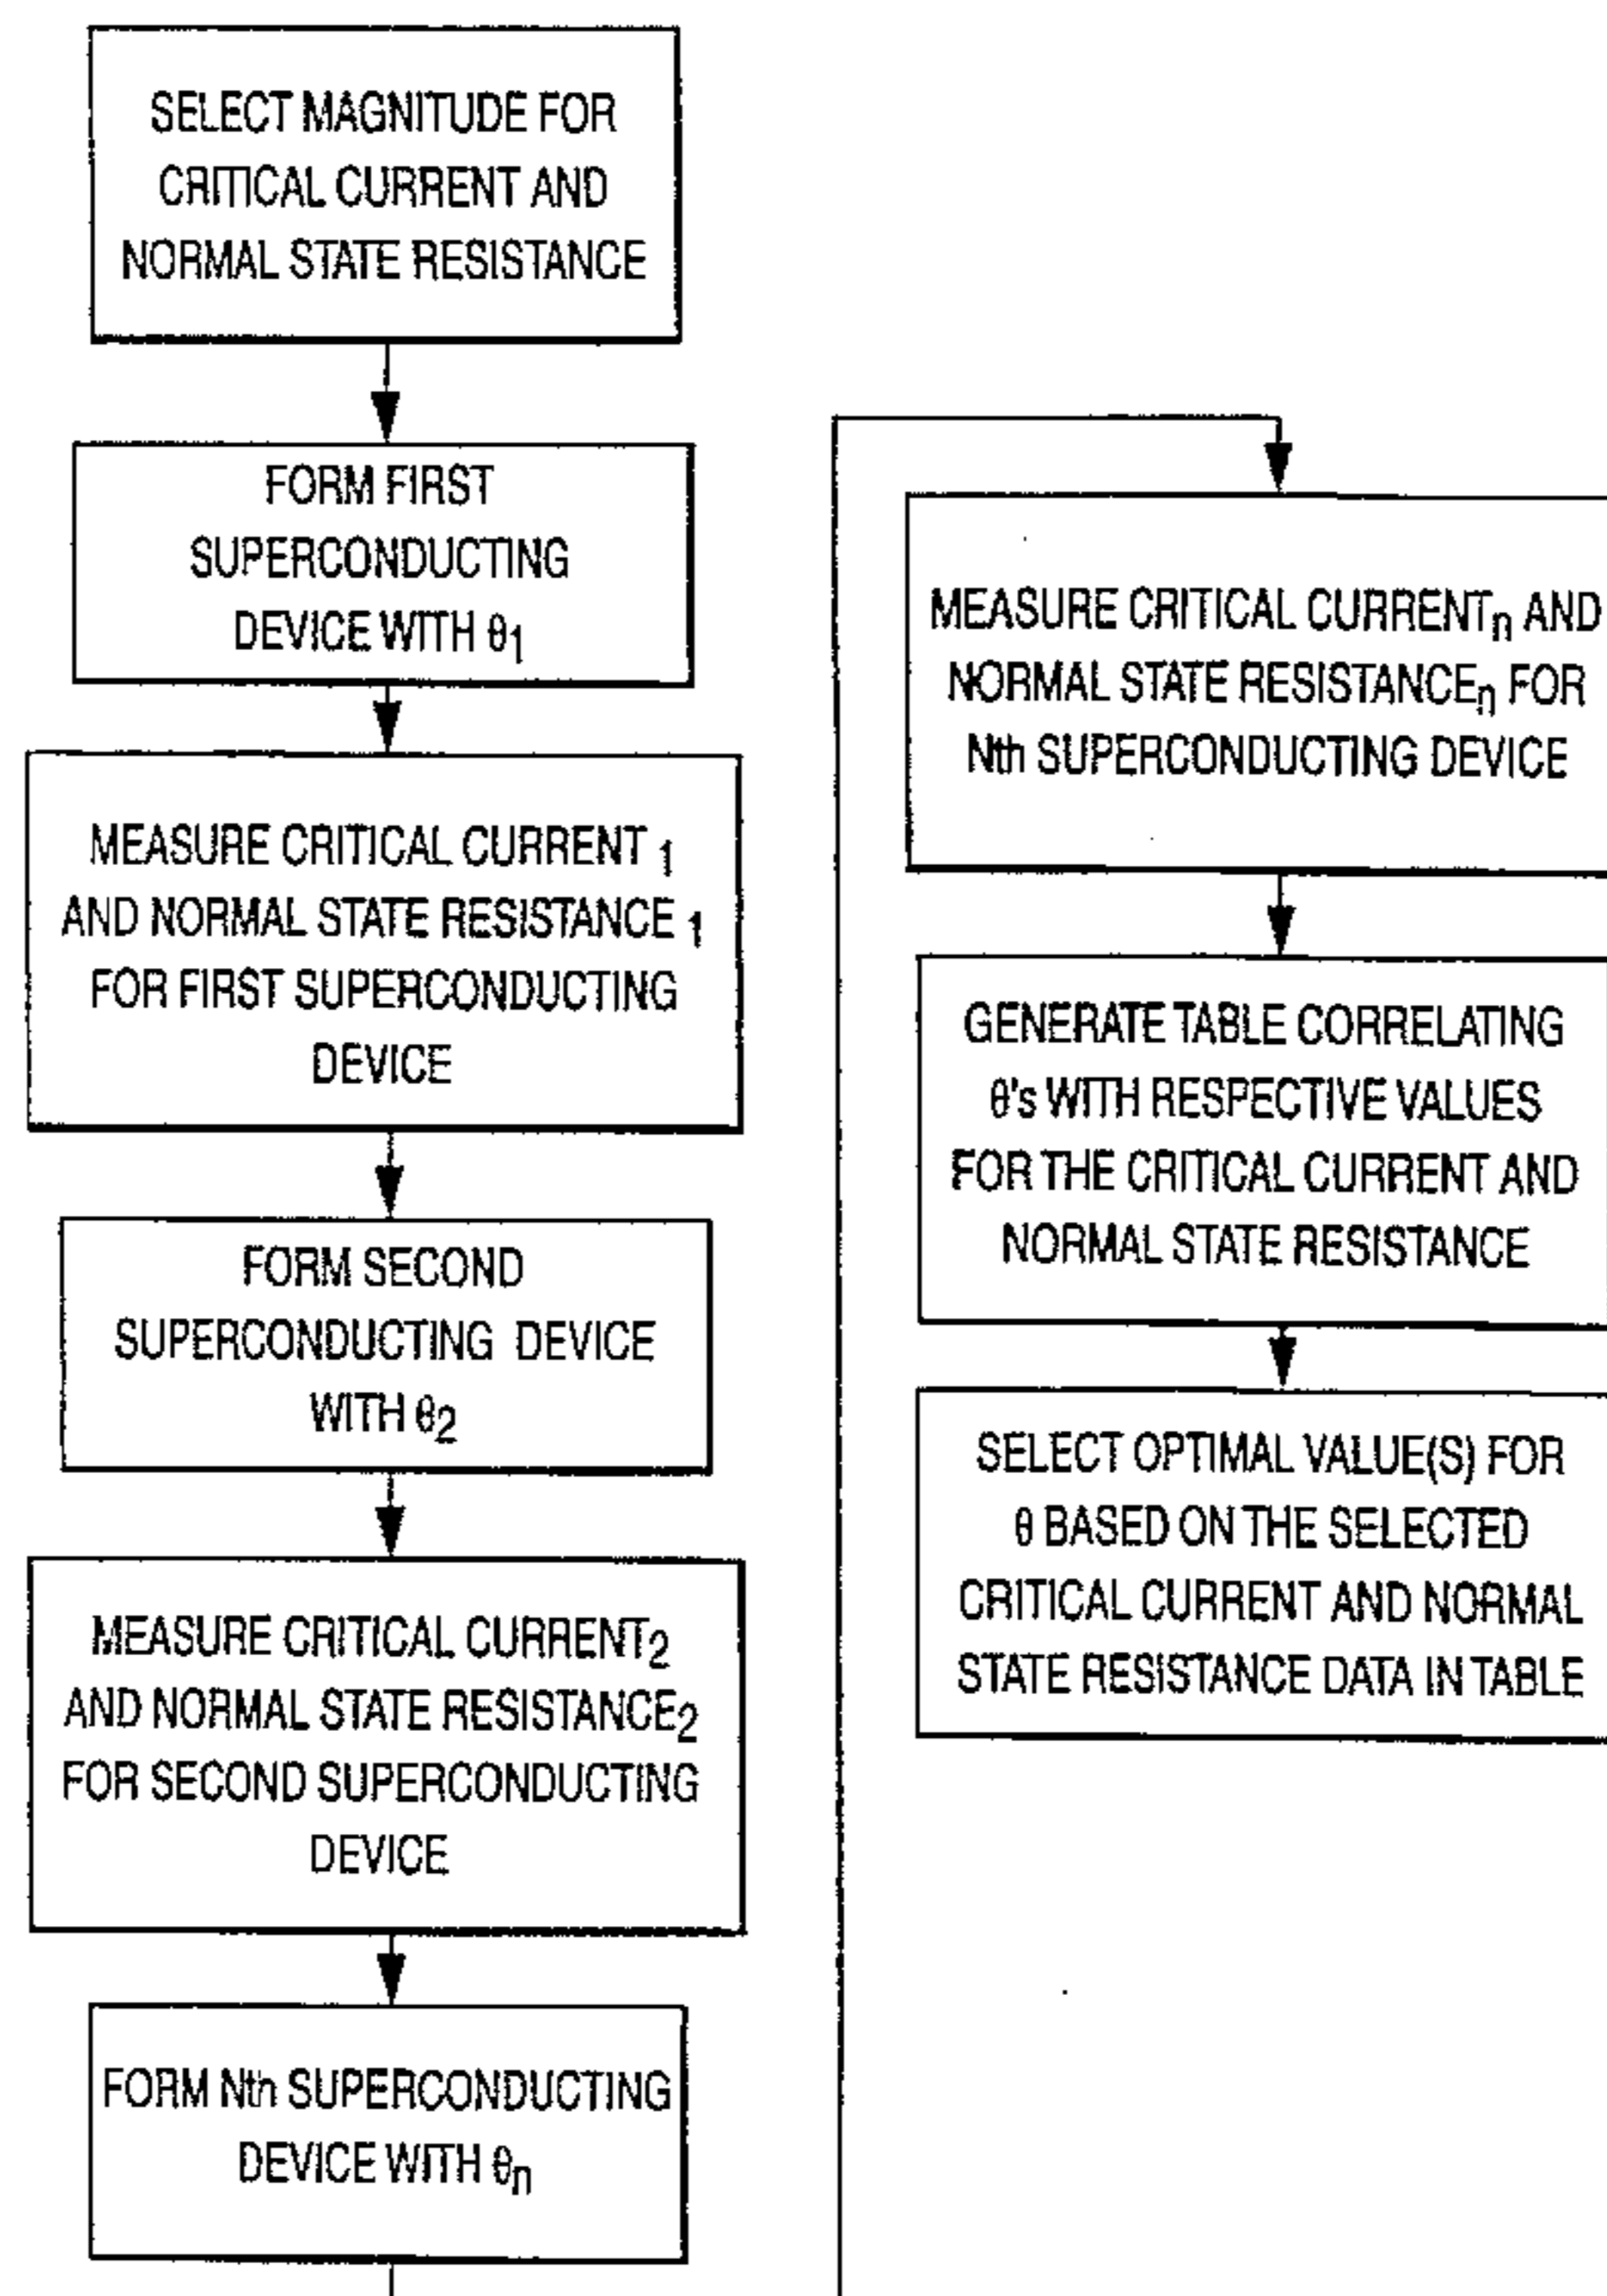 SELECT MAGNITUDE FOR
CRITICAL CURRENT AND
NORMAL STATE RESISTANCE
FORM FIRST
SUPERCONDUCTING
DEVICE WITH θ1
MEASURE CRITICAL CURRENT 1
AND NORMAL STATE RESISTANCE 1
FOR FIRST SUPERCONDUCTING
DEVICE
FORM SECOND
SUPERCONDUCTING DEVICE
WITH θ2
MEASURE CRITICAL CURRENT2
AND NORMAL STATE RESISTANCE2
FOR SECOND SUPERCONDUCTING
DEVICE
FORM Nth SUPERCONDUCTING
DEVICE WITH θn
MEASURE CRITICAL CURRENTn AND
NORMAL STATE RESISTANCEn FOR
Nth SUPERCONDUCTING DEVICE
GENERATE TABLE CORRELATING
θ's WITH RESPECTIVE VALUES
FOR THE CRITICAL CURRENT AND
NORMAL STATE RESISTANCE
SELECT OPTIMAL VALUE(S) FOR
θ BASED ON THE SELECTED
CRITICAL CURRENT AND NORMAL
STATE RESISTANCE DATA IN TABLE